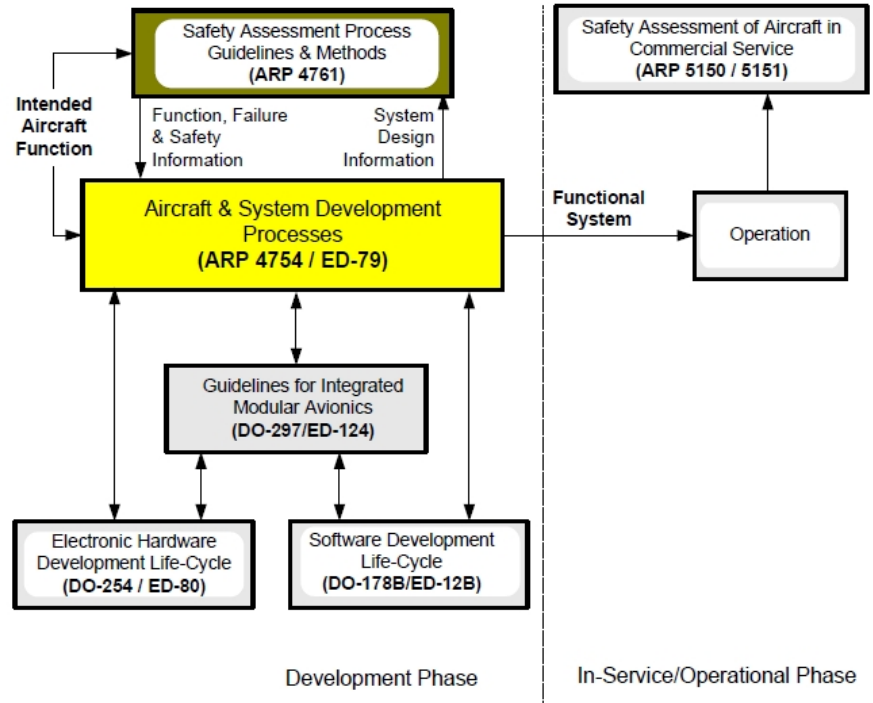 Safety Assessment Process
Guidelines & Methods
(ARP 4761)
Safety Assessment of Aircraft in
Commercial Service
(ARP 5150 / 5151)
Intended
Aircraft
Function
Function, Failure
& Safety
Information
System
Design
Information
Aircraft & System Development
Processes
(ARP 4754 / ED-79)
Functional
System
Operation
Guidelines for Integrated
Modular Avionics
(DO-297/ED-124)
Electronic Hardware
Development Life-Cycle
(DO-254 / ED-80)
Software Development
Life-Cycle
(DO-178B/ED-12B)
Development Phase
In-Service/Operational Phase